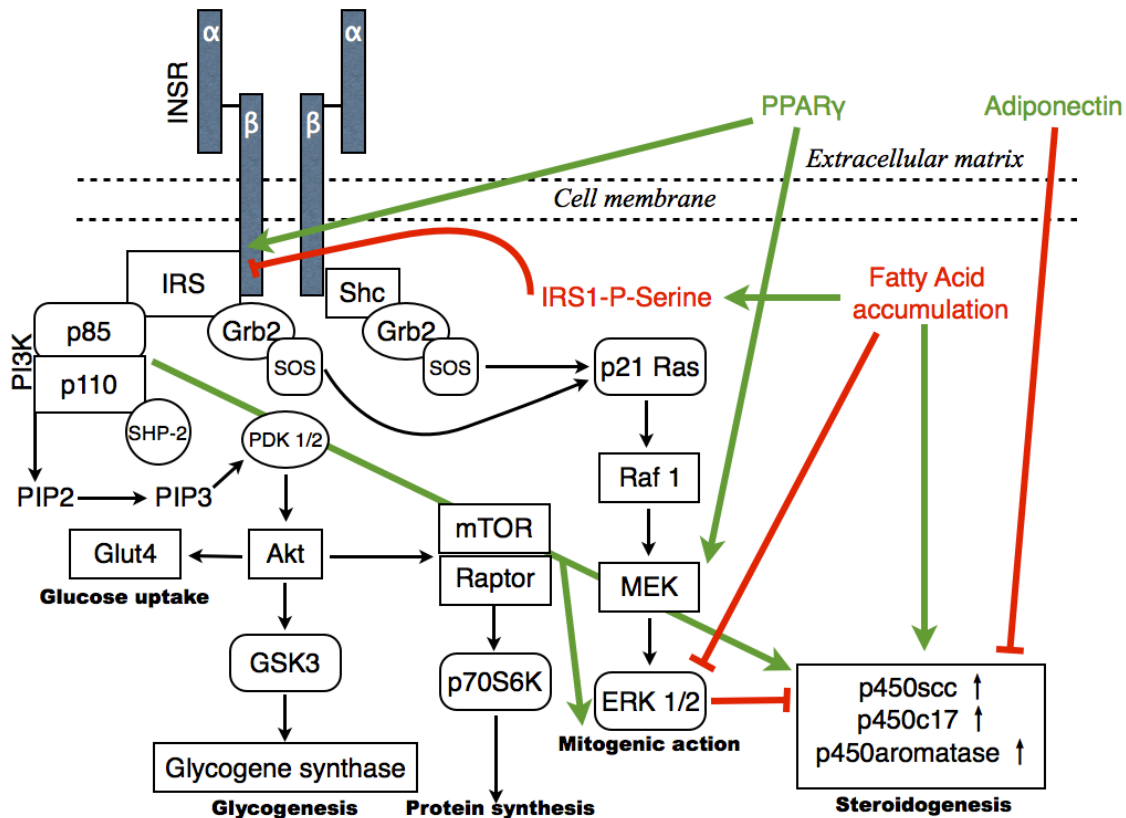 α
α
INSR
β
β
PPARγ
Adiponectin
Extracellular matrix
Cell membrane
IRS
Shc
IRS1-P-Serine
Fatty Acid
accumulation
PI3K
p85
Grb2
Grb2
SOS
SOS
p21 Ras
p110
SHP-2
PDK 1/2
Raf 1
PIP2
PIP3
mTOR
Glut4
Akt
Raptor
MEK
Glucose uptake
GSK3
p70S6K
ERK 1/2
p450scc ↑
p450c17 ↑
p450aromatase ↑
Mitogenic action
Glycogene synthase
Glycogenesis
Protein synthesis
Steroidogenesis